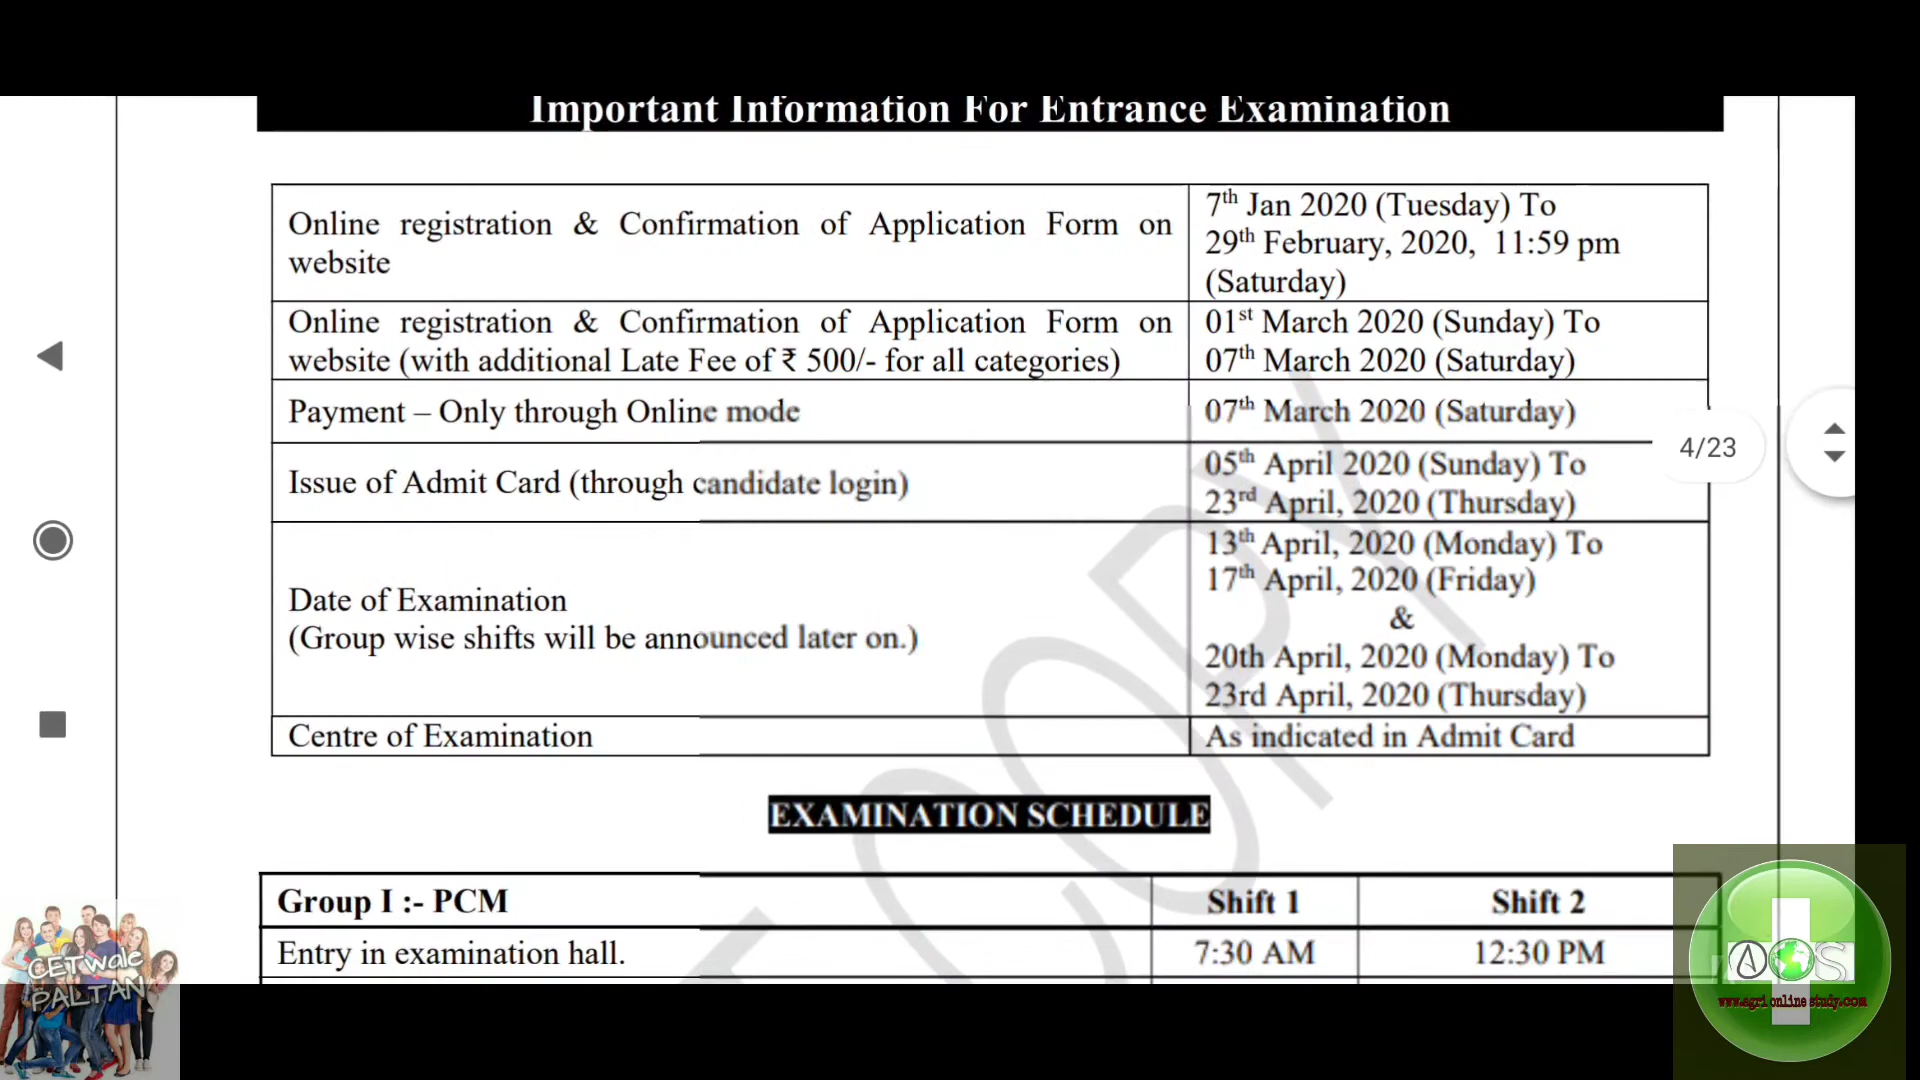 Important Information For Entrance Examination
Online registration & Confirmation of Application Form on
website
7th Jan 2020 (Tuesday) To
29th February, 2020, 11:59 pm
(Saturday)
Online registration & Confirmation of Application Form on
website (with additional Late Fee of ₹ 500/- for all categories)
01st March 2020 (Sunday) To
07th March 2020 (Saturday)
Payment – Only through Online mode
07th March 2020 (Saturday)
4/23
Issue of Admit Card (through candidate login)
05th April 2020 (Sunday) To
23rd April, 2020 (Thursday)
Date of Examination
(Group wise shifts will be announced later on.)
13th April, 2020 (Monday) To
17th April, 2020 (Friday)
&
20th April, 2020 (Monday) To
23rd April, 2020 (Thursday)
Centre of Examination
As indicated in Admit Card
COPY
EXAMINATION SCHEDULE
Group I :- PCM
Shift 1
Shift 2
Entry in examination hall.
7:30 AM
12:30 PM
CETwale
PALTAN
AOS
www.agrionlinestudy.com